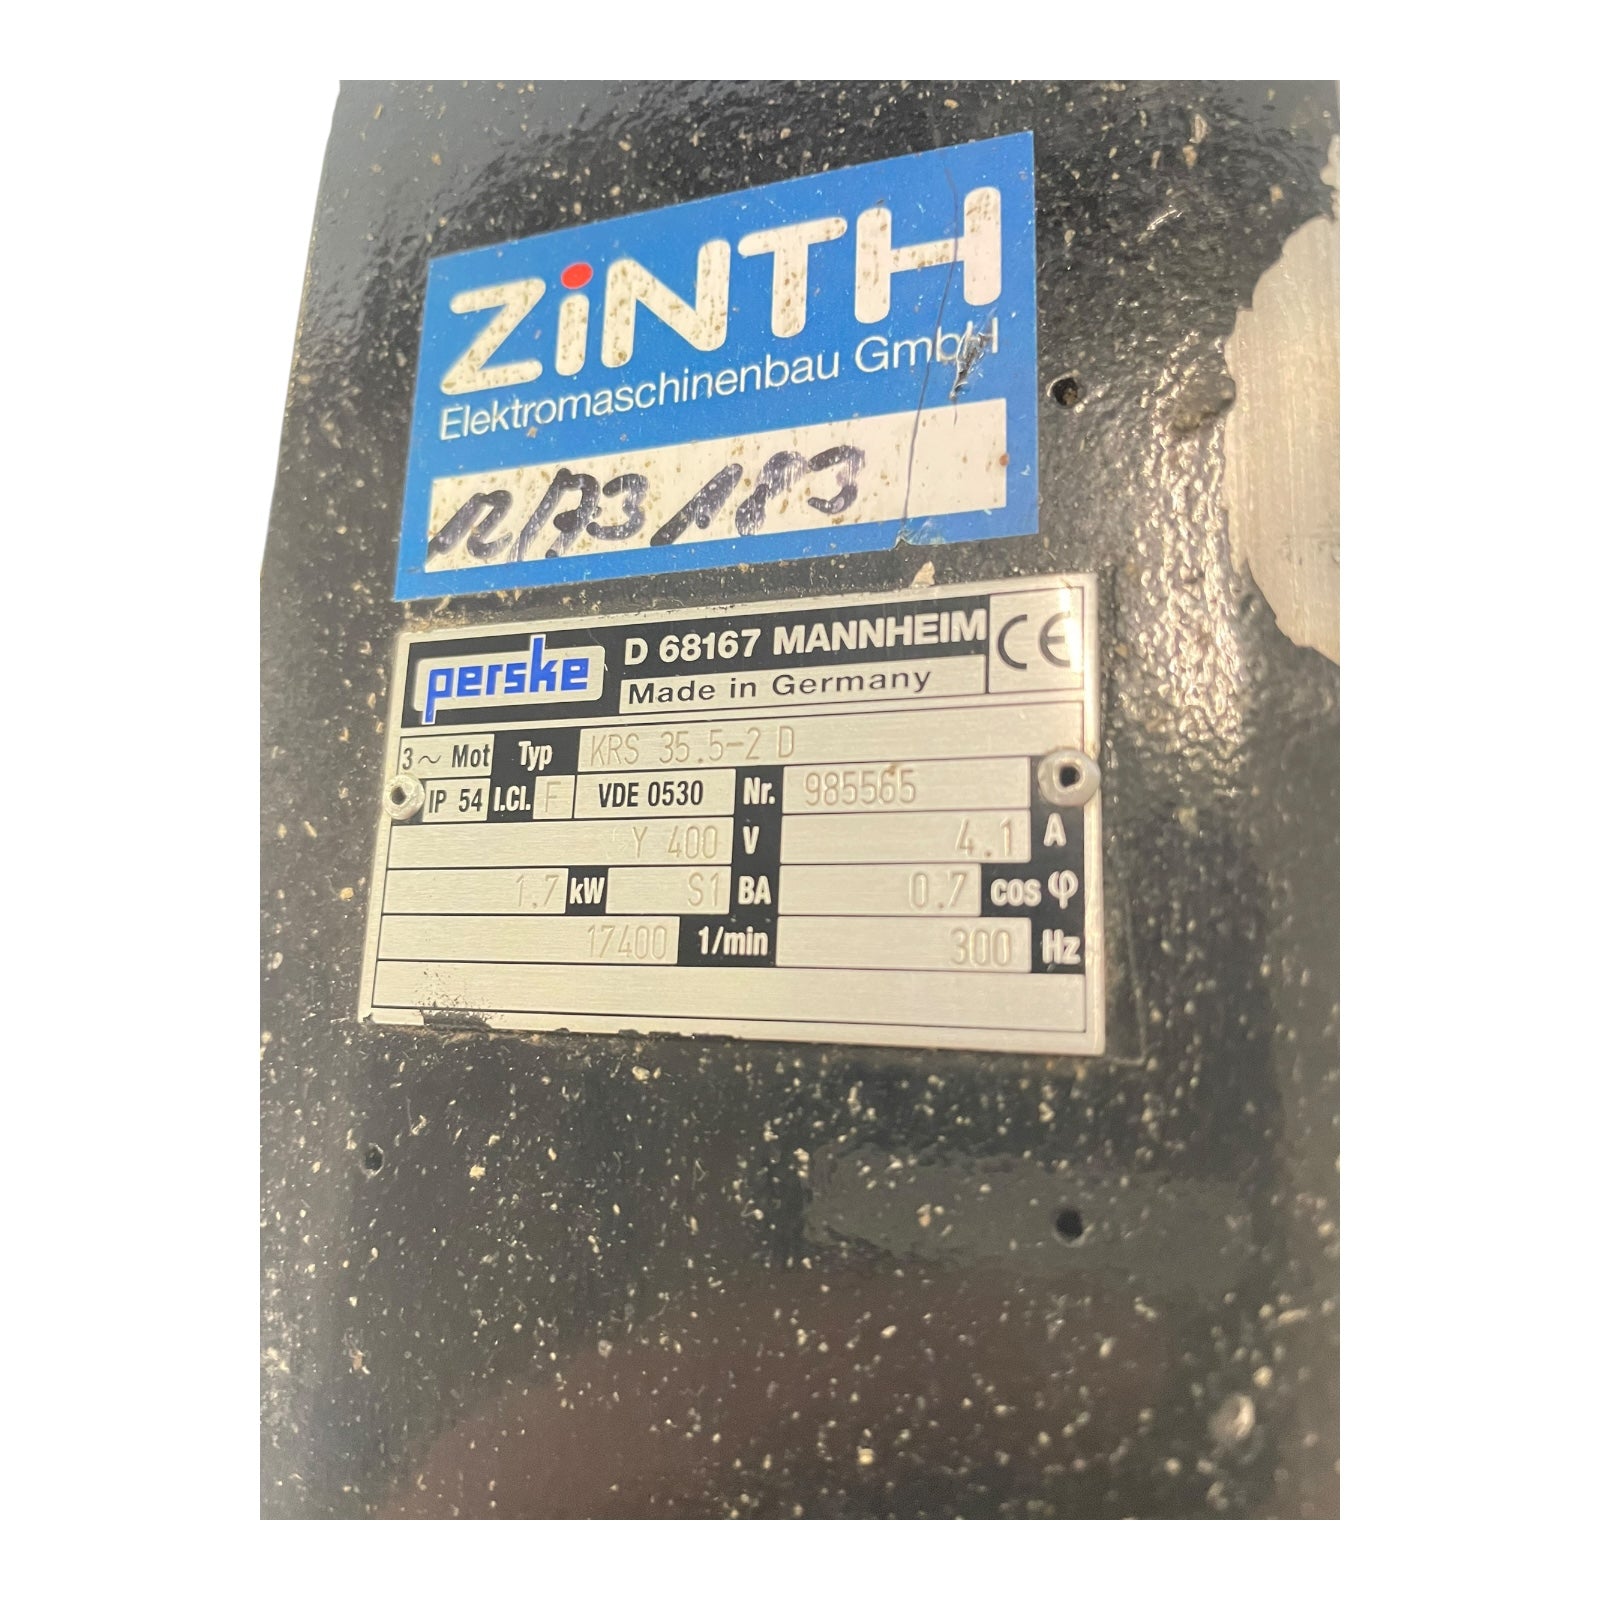 ZiNTH
Elektromaschinenbau GmbH
perske
D 68167 MANNHEIM
CE
Made in Germany
3~ Mot Typ KRS 35.5-2 D
IP 54 I.Cl. F VDE 0530 Nr. 985565
Y 400 V 4.1 A
1.7 kW S1 BA 0.7 cos φ
17400 1/min 300 Hz